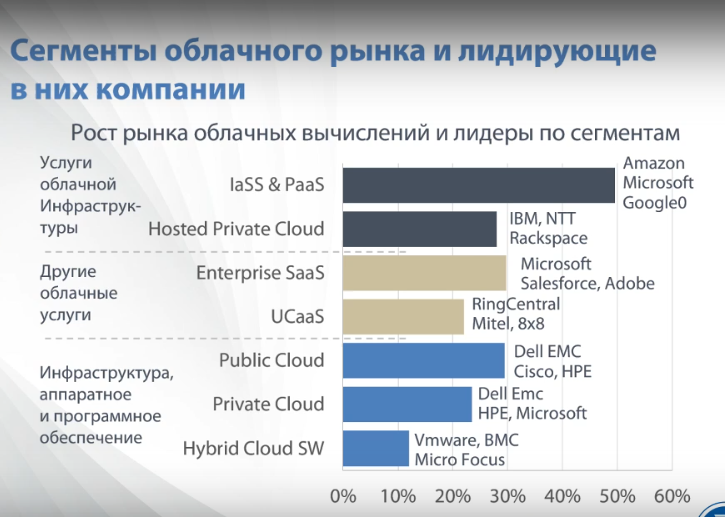 Сегменты облачного рынка и лидирующие
в них компании
Рост рынка облачных вычислений и лидеры по сегментам
Услуги
облачной
Инфраструк-
туры
IaSS & PaaS
Amazon
Microsoft
Google0
Hosted Private Cloud
IBM, NTT
Rackspace
Другие
облачные
услуги
Enterprise SaaS
Microsoft
Salesforce, Adobe
UCaaS
RingCentral
Mitel, 8x8
Инфраструктура,
аппаратное
и программное
обеспечение
Public Cloud
Dell EMC
Cisco, HPE
Private Cloud
Dell Emc
HPE, Microsoft
Hybrid Cloud SW
Vmware, BMC
Micro Focus
0% 10% 20% 30% 40% 50% 60%